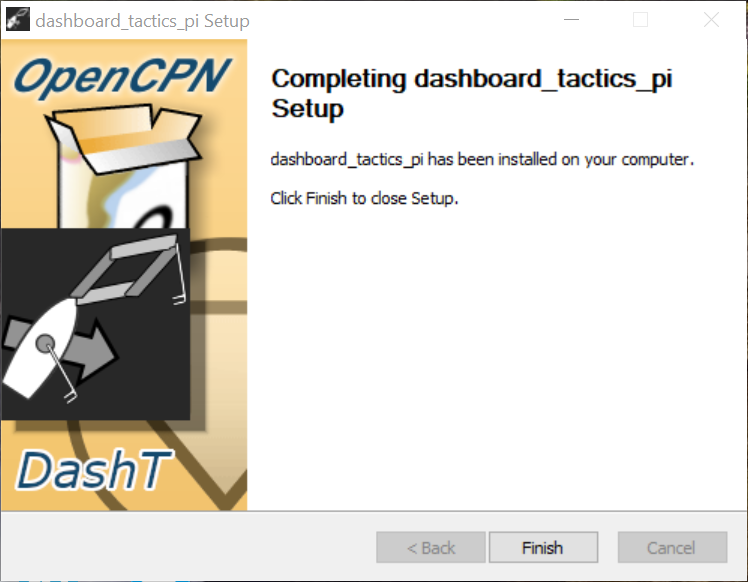 dashboard_tactics_pi Setup
OpenCPN
Completing dashboard_tactics_pi
Setup
dashboard_tactics_pi has been installed on your computer.
Click Finish to close Setup.
DashT
< Back
Finish
Cancel